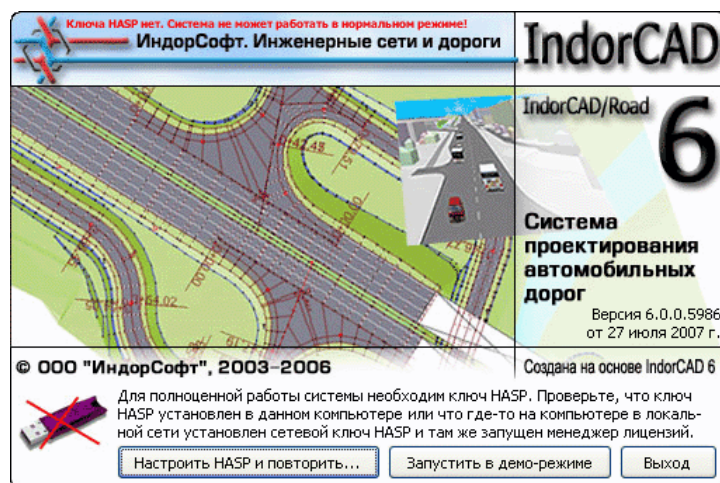 Ключа HASP нет. Система не может работать в нормальном режиме!
ИндорСофт. Инженерные сети и дороги
IndorCAD
IndorCAD/Road
6
Система
проектирования
автомобильных
дорог
Версия 6.0.0.5986
от 27 июля 2007 г.
© ООО "ИндорСофт", 2003-2006
Создана на основе IndorCAD 6
Для полноценной работы системы необходим ключ HASP. Проверьте, что ключ
HASP установлен в данном компьютере или что где-то на компьютере в локаль-
ной сети установлен сетевой ключ HASP и там же запущен менеджер лицензий.
Настроить HASP и повторить...
Запустить в демо-режиме
Выход